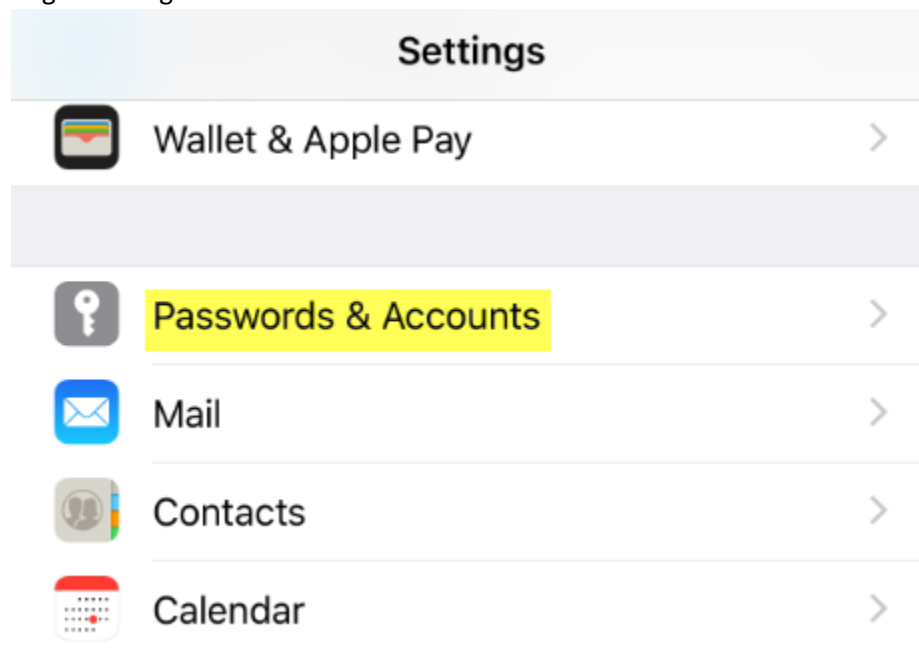 Settings
Wallet & Apple Pay
Passwords & Accounts
Mail
Contacts
Calendar